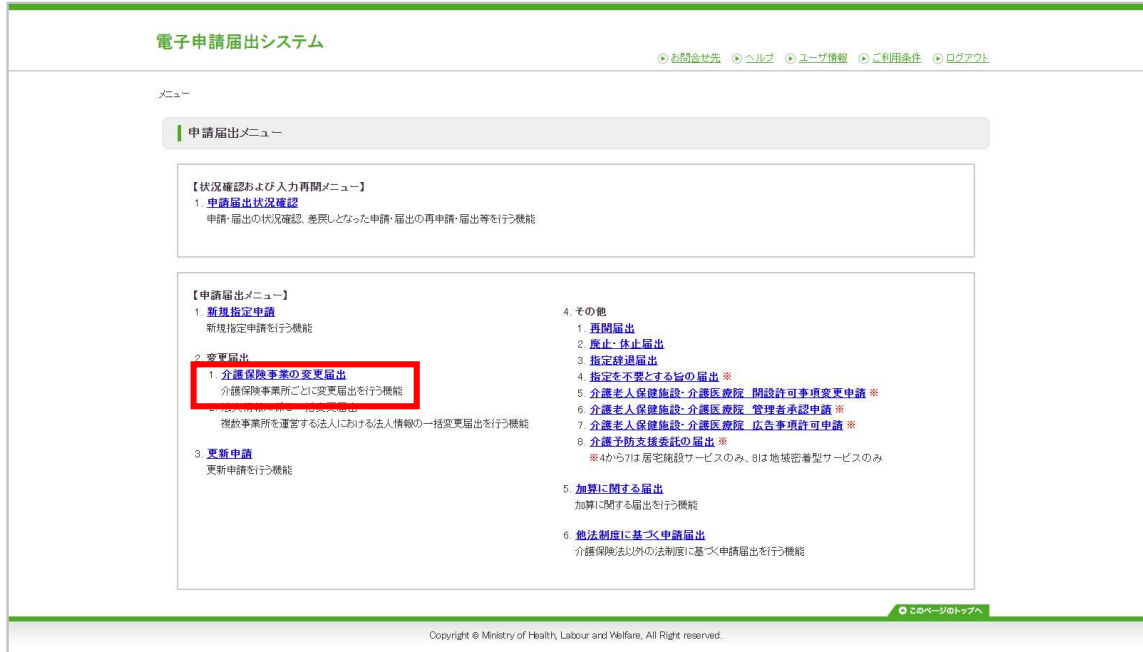 電子申請届出システム
お問合せ先 ヘルプ ユーザ情報 ご利用条件 ログアウト
メニュー
申請届出メニュー
【状況確認および入力再開メニュー】
1. 申請届出状況確認
申請・届出の状況確認、差戻しとなった申請・届出の再申請・届出等を行う機能
【申請届出メニュー】
1. 新規指定申請
新規指定申請を行う機能
2. 変更届出
1. 介護保険事業の変更届出
介護保険事業所ごとに変更届出を行う機能
2. 法人情報に係る一括変更届出
複数事業所を運営する法人における法人情報の一括変更届出を行う機能
3. 更新申請
更新申請を行う機能
4. その他
1. 再開届出
2. 廃止・休止届出
3. 指定辞退届出
4. 指定を不要とする旨の届出 ※
5. 介護老人保健施設・介護医療院 開設許可事項変更申請 ※
6. 介護老人保健施設・介護医療院 管理者承認申請 ※
7. 介護老人保健施設・介護医療院 広告事項許可申請 ※
8. 介護予防支援委託の届出 ※
※4から7は居宅施設サービスのみ、8は地域密着型サービスのみ
5. 加算に関する届出
加算に関する届出を行う機能
6. 他法制度に基づく申請届出
介護保険法以外の法制度に基づく申請届出を行う機能
このページのトップへ
Copyright © Ministry of Health, Labour and Welfare, All Right reserved.